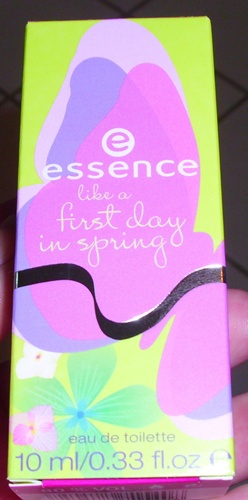 e
essence
like a
first day
in spring
eau de toilette
10 ml/0.33 fl.oz e